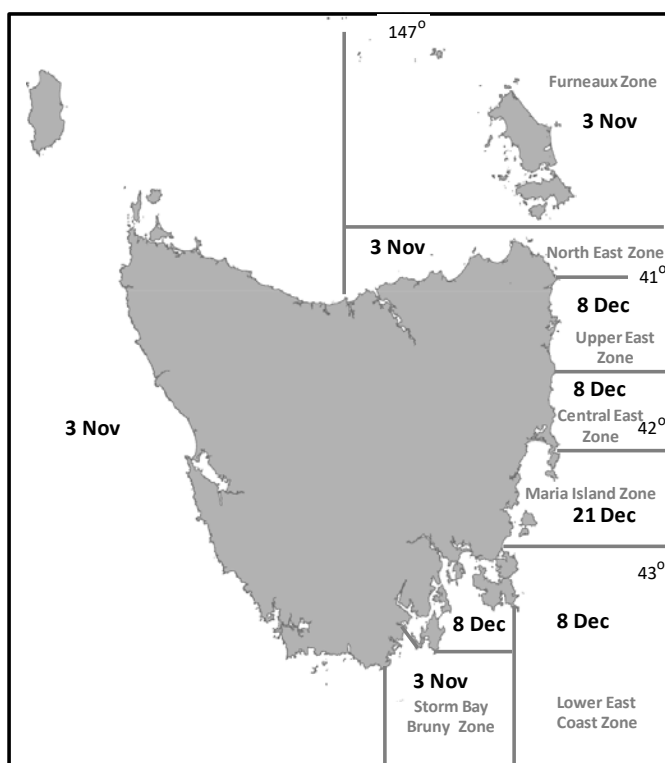 147°
Furneaux Zone
3 Nov
3 Nov
North East Zone
41°
8 Dec
Upper East
Zone
8 Dec
Central East
Zone
42°
3 Nov
Maria Island Zone
21 Dec
43°
8 Dec
8 Dec
3 Nov
Storm Bay
Bruny Zone
Lower East
Coast Zone